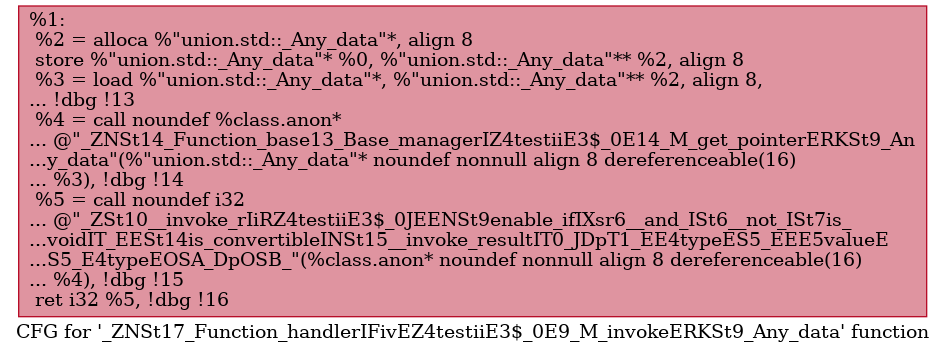 %1:
%2 = alloca %"union.std::_Any_data"*, align 8
store %"union.std::_Any_data"* %0, %"union.std::_Any_data"** %2, align 8
%3 = load %"union.std::_Any_data"*, %"union.std::_Any_data"** %2, align 8,
... !dbg !13
%4 = call noundef %class.anon*
... @"_ZNSt14_Function_base13_Base_managerIZ4testiiE3$_0E14_M_get_pointerERKSt9_An
...y_data"(%"union.std::_Any_data"* noundef nonnull align 8 dereferenceable(16)
... %3), !dbg !14
%5 = call noundef i32
... @"_ZSt10__invoke_rIiRZ4testiiE3$_0JEENSt9enable_ifIXsr6__and_ISt6__not_ISt7is_
...voidIT_EESt14is_convertibleINSt15__invoke_resultIT0_JDpT1_EE4typeES5_EEE5valueE
...S5_E4typeEOSA_DpOSB_"(%class.anon* noundef nonnull align 8 dereferenceable(16)
... %4), !dbg !15
ret i32 %5, !dbg !16
CFG for '_ZNSt17_Function_handlerIFivEZ4testiiE3$_0E9_M_invokeERKSt9_Any_data' function